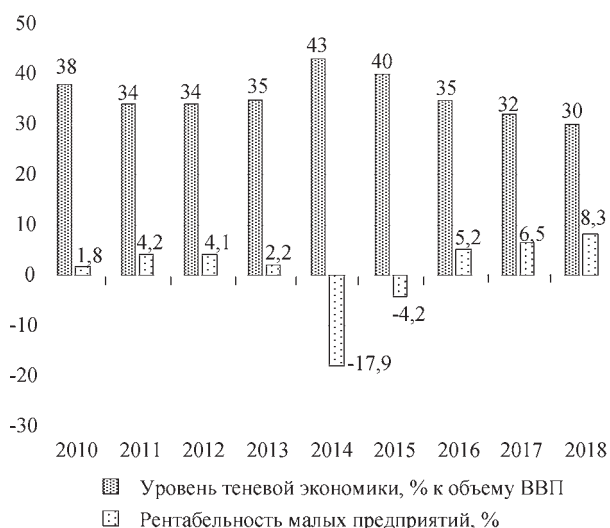 50
40
30
20
10
0
-10
-20
-30
38 34 34 35 43 40 35 32 30
1,8 4,2 4,1 2,2 -17,9 -4,2 5,2 6,5 8,3
2010 2011 2012 2013 2014 2015 2016 2017 2018
Уровень теневой экономики, % к объему ВВП
Рентабельность малых предприятий, %